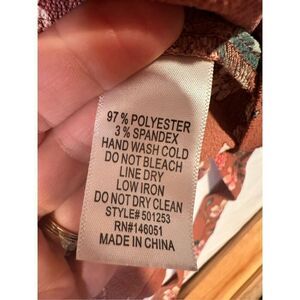 97% POLYESTER
3% SPANDEX
HAND WASH COLD
DO NOT BLEACH
LINE DRY
LOW IRON
DO NOT DRY CLEAN
STYLE# 501253
RN#146051
MADE IN CHINA